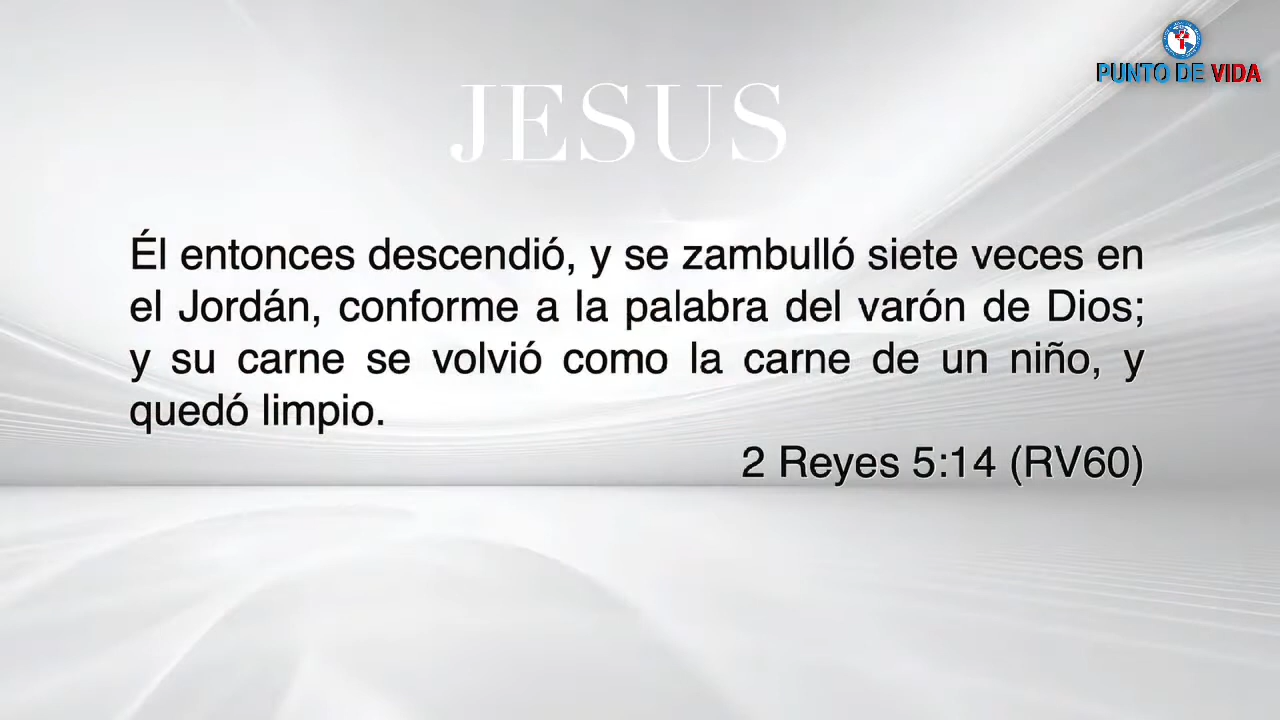 PUNTO DE VIDA
JESUS
Él entonces descendió, y se zambulló siete veces en
el Jordán, conforme a la palabra del varón de Dios;
y su carne se volvió como la carne de un niño, y
quedó limpio.
2 Reyes 5:14 (RV60)